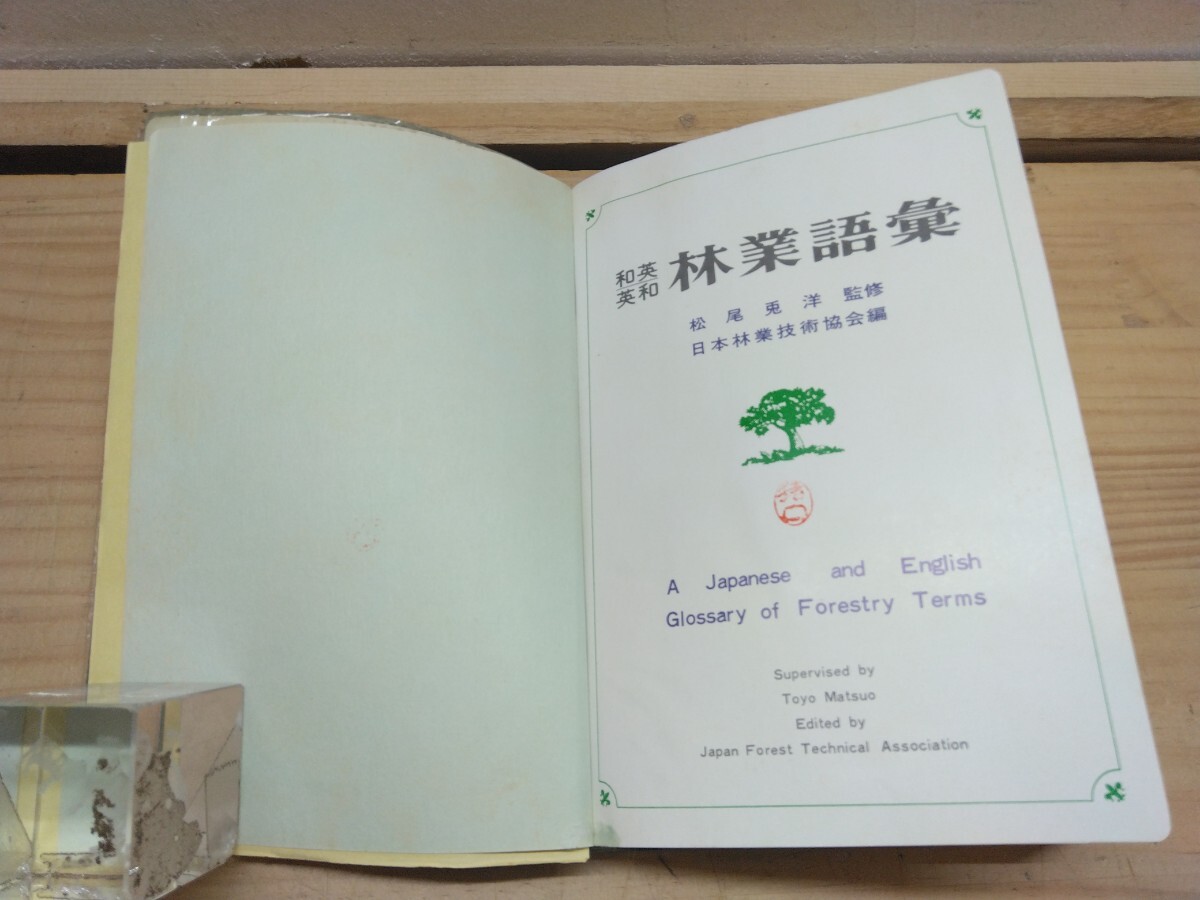 和英
英和
林業語彙
松尾兎洋監修
日本林業技術協会編
A Japanese and English
Glossary of Forestry Terms
Supervised by
Toyo Matsuo
Edited by
Japan Forest Technical Association